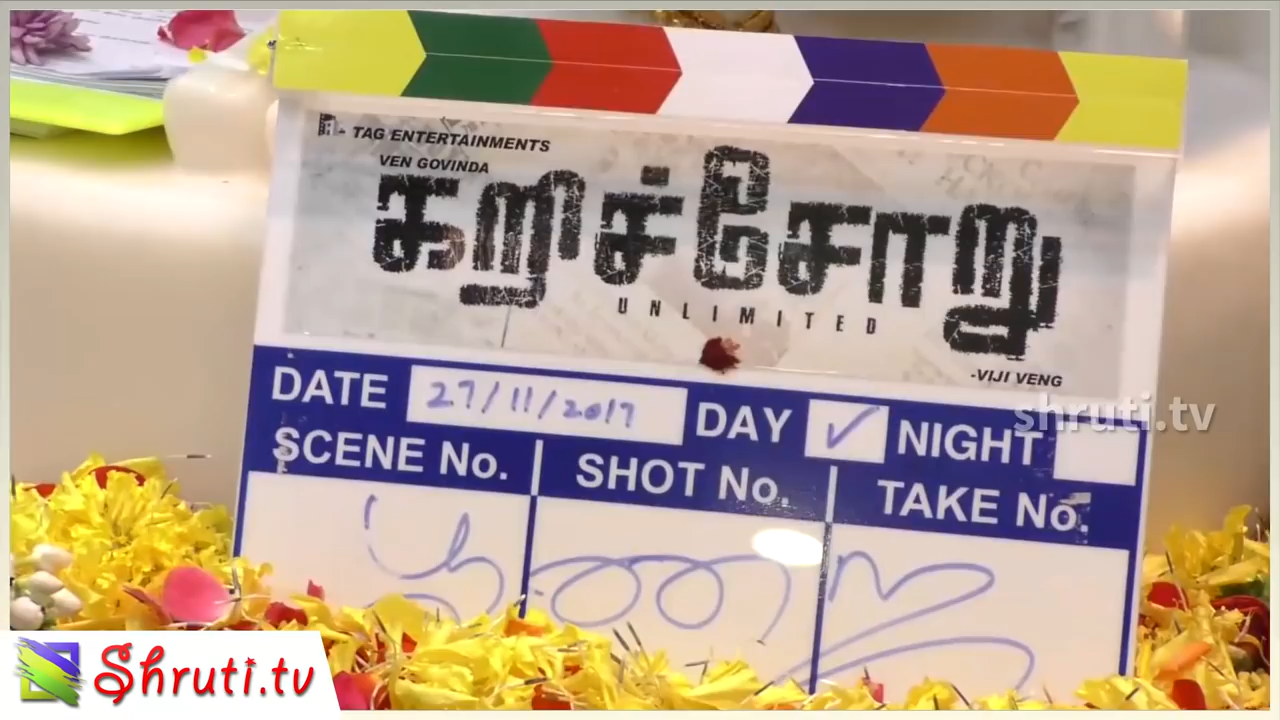 TAG ENTERTAINMENTS
VEN GOVINDA
கறிச்சோறு
UNLIMITED
-VIJI VENG
shruti.tv
DATE 27/11/2017 DAY ✓ NIGHT
SCENE No. SHOT No. TAKE No.
பூஜை
Shruti.tv